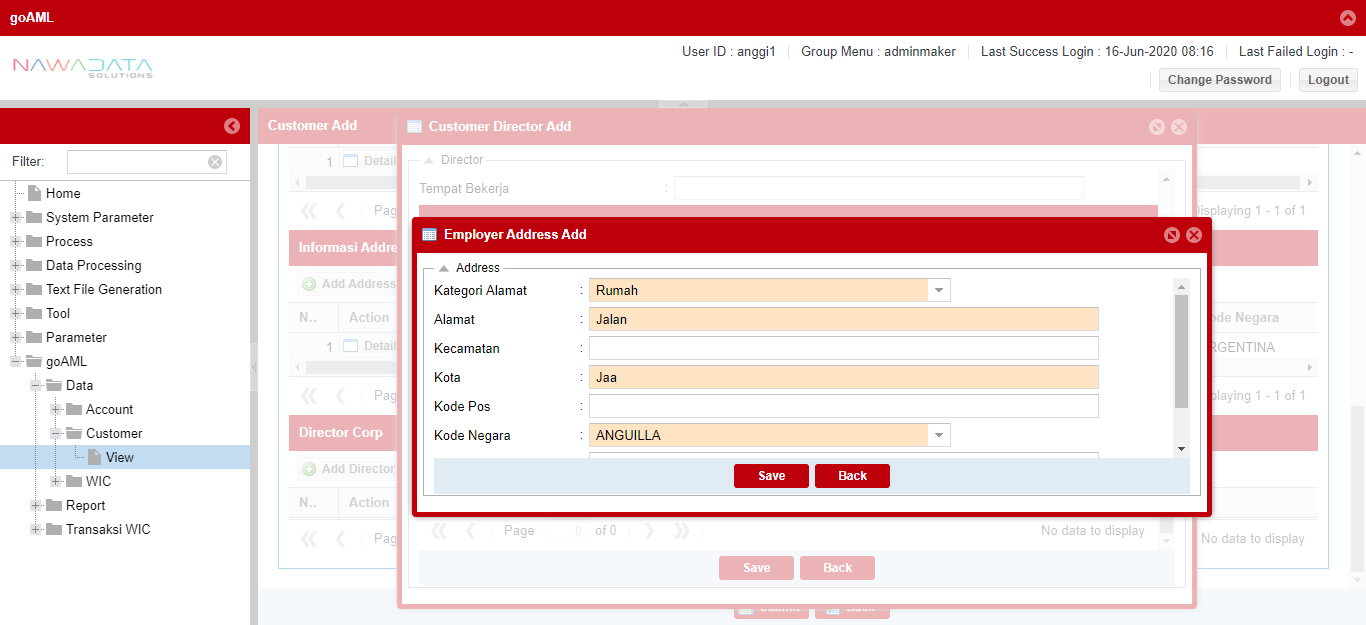 goAML
NAWADATA
SOLUTIONS
User ID : anggi1 Group Menu : adminmaker Last Success Login : 16-Jun-2020 08:16 Last Failed Login : -
Change Password Logout
Filter:
Home
System Parameter
Process
Data Processing
Text File Generation
Tool
Parameter
goAML
Data
Account
Customer
View
WIC
Report
Transaksi WIC
Customer Add
1 Detail
Pag
Displaying 1 - 1 of 1
Informasi Addre
Add Address
N.. Action
ode Negara
1 Detail
RGENTINA
Pag
playing 1 - 1 of 1
Director Corp
Add Director
N.. Action
Pag
No data to display
Submit Back
Customer Director Add
Director
Tempat Bekerja :
Page 0 of 0
No data to display
Save Back
Employer Address Add
Address
Kategori Alamat : Rumah
Alamat : Jalan
Kecamatan :
Kota : Jaa
Kode Pos :
Kode Negara : ANGUILLA
Save Back